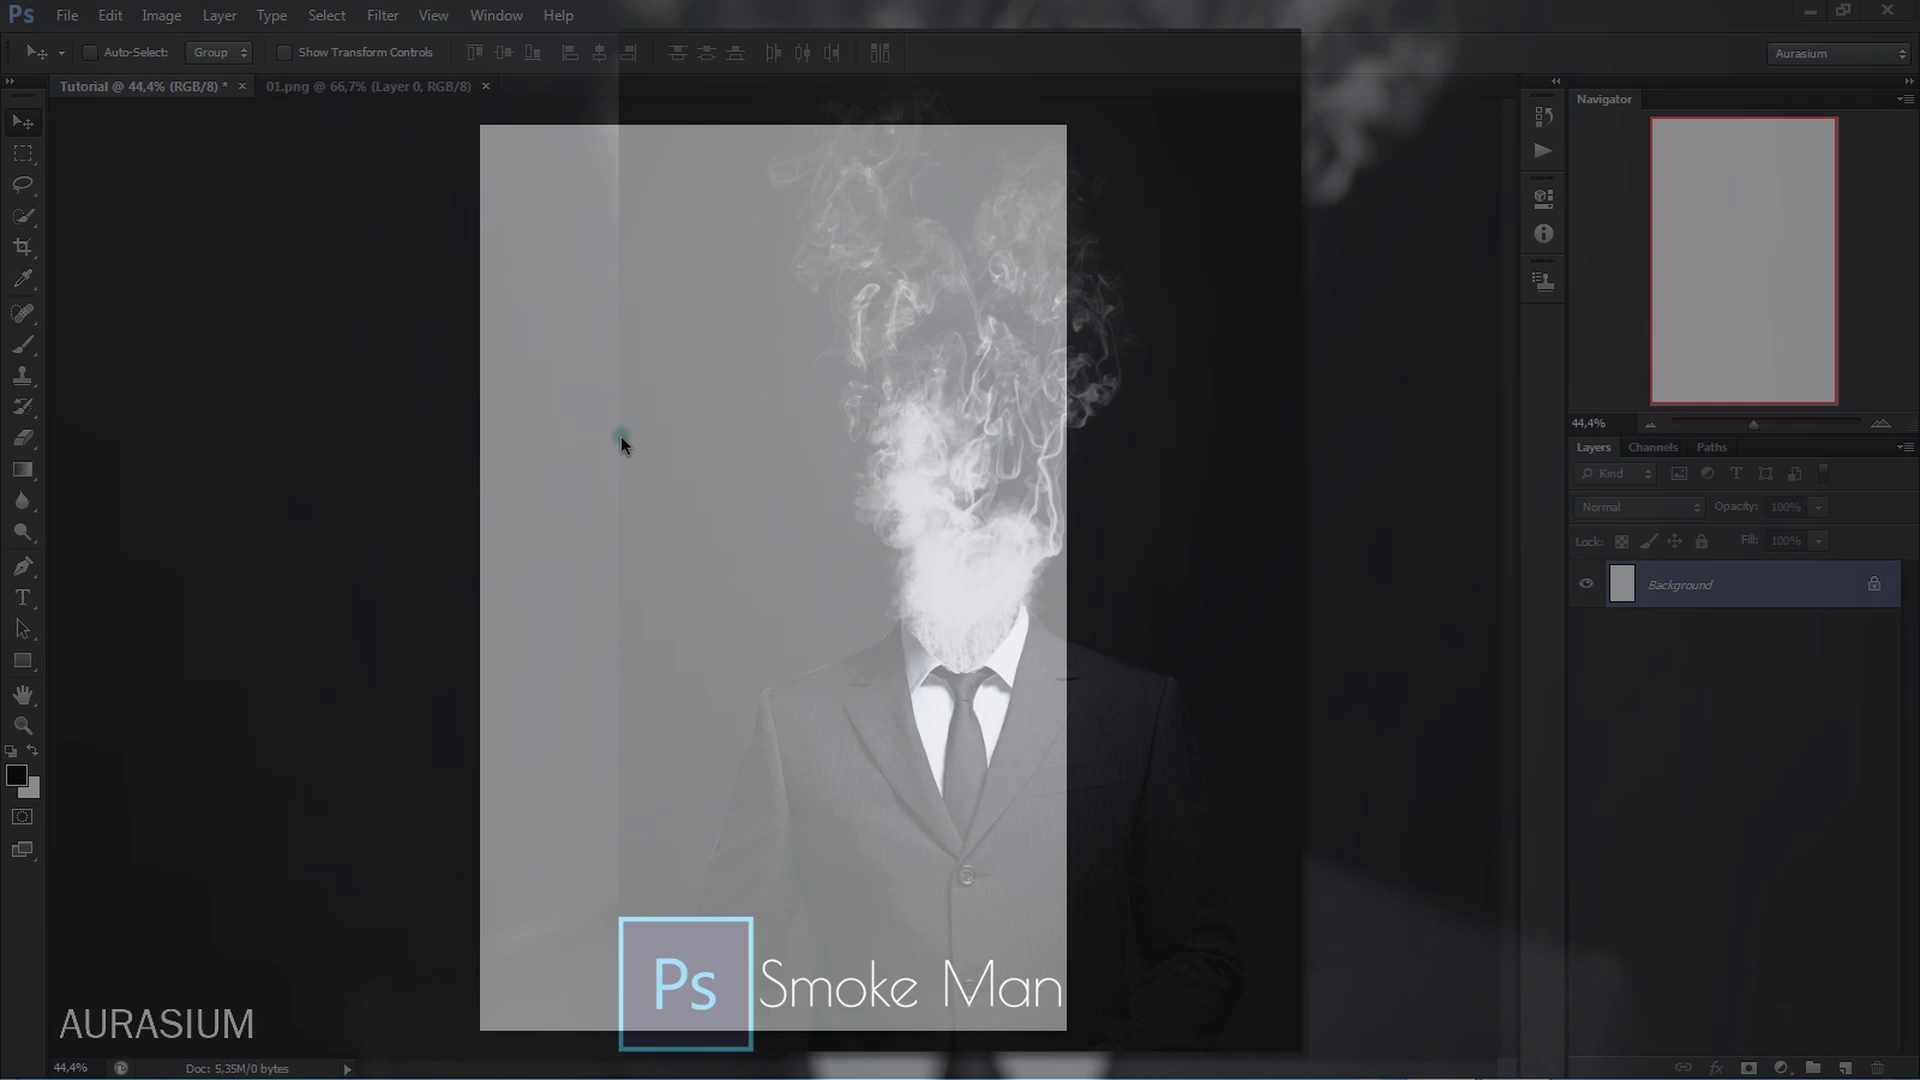 Ps File Edit Image Layer Type Select Filter View Window Help
Auto-Select: Group Show Transform Controls Aurasium
Tutorial @ 44,4% (RGB/8) * 01.png @ 66,7% (Layer 0, RGB/8)
Navigator
44,4%
Layers Channels Paths
Kind
Normal Opacity: 100%
Lock: Fill: 100%
Background
Ps Smoke Man
AURASIUM
44,4% Doc: 5,35M/0 bytes